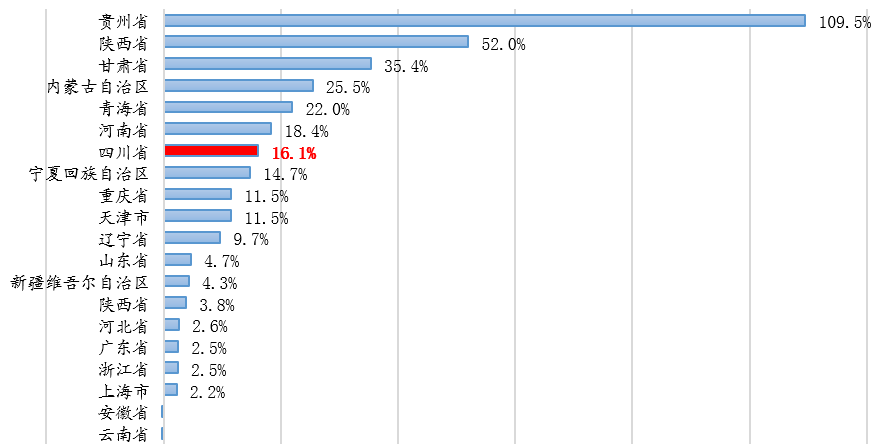 贵州省 109.5%
陕西省 52.0%
甘肃省 35.4%
内蒙古自治区 25.5%
青海省 22.0%
河南省 18.4%
四川省 16.1%
宁夏回族自治区 14.7%
重庆省 11.5%
天津市 11.5%
辽宁省 9.7%
山东省 4.7%
新疆维吾尔自治区 4.3%
陕西省 3.8%
河北省 2.6%
广东省 2.5%
浙江省 2.5%
上海市 2.2%
安徽省
云南省